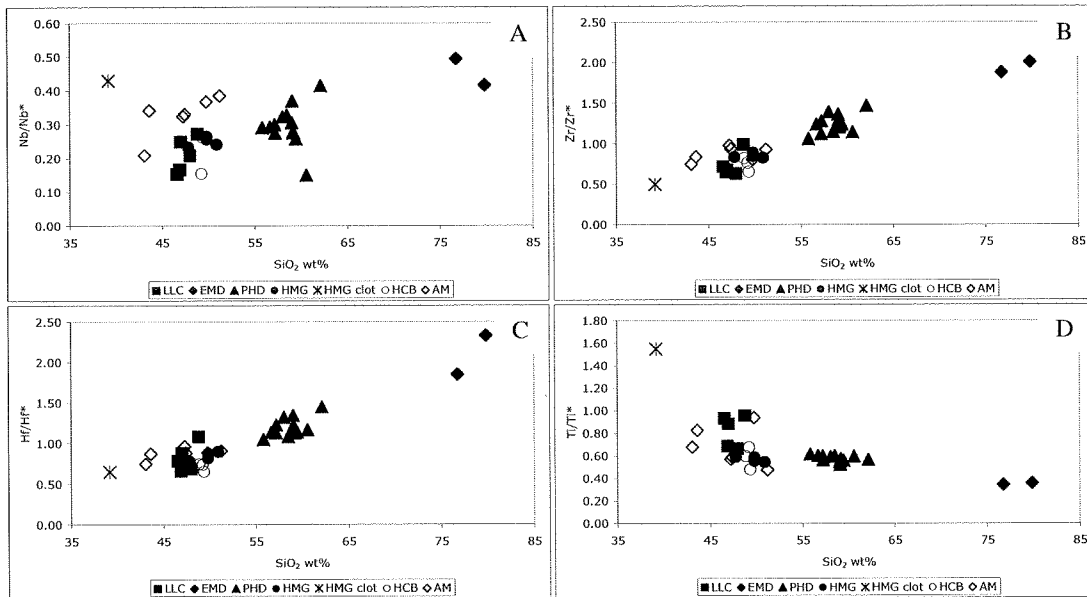 A
Nb/Nb*
0.60
0.50
0.40
0.30
0.20
0.10
0.00
35 45 55 65 75 85
SiO₂ wt%
LLC EMD PHD HMG HMG clot HCB AM
B
Zr/Zr*
2.50
2.00
1.50
1.00
0.50
0.00
35 45 55 65 75 85
SiO₂ wt%
LLC EMD PHD HMG HMG clot HCB AM
C
Hf/Hf*
2.50
2.00
1.50
1.00
0.50
0.00
35 45 55 65 75 85
SiO₂ wt%
LLC EMD PHD HMG HMG clot HCB AM
D
Ti/Ti*
1.80
1.60
1.40
1.20
1.00
0.80
0.60
0.40
0.20
0.00
35 45 55 65 75 85
SiO₂ wt%
LLC EMD PHD HMG HMG clot HCB AM